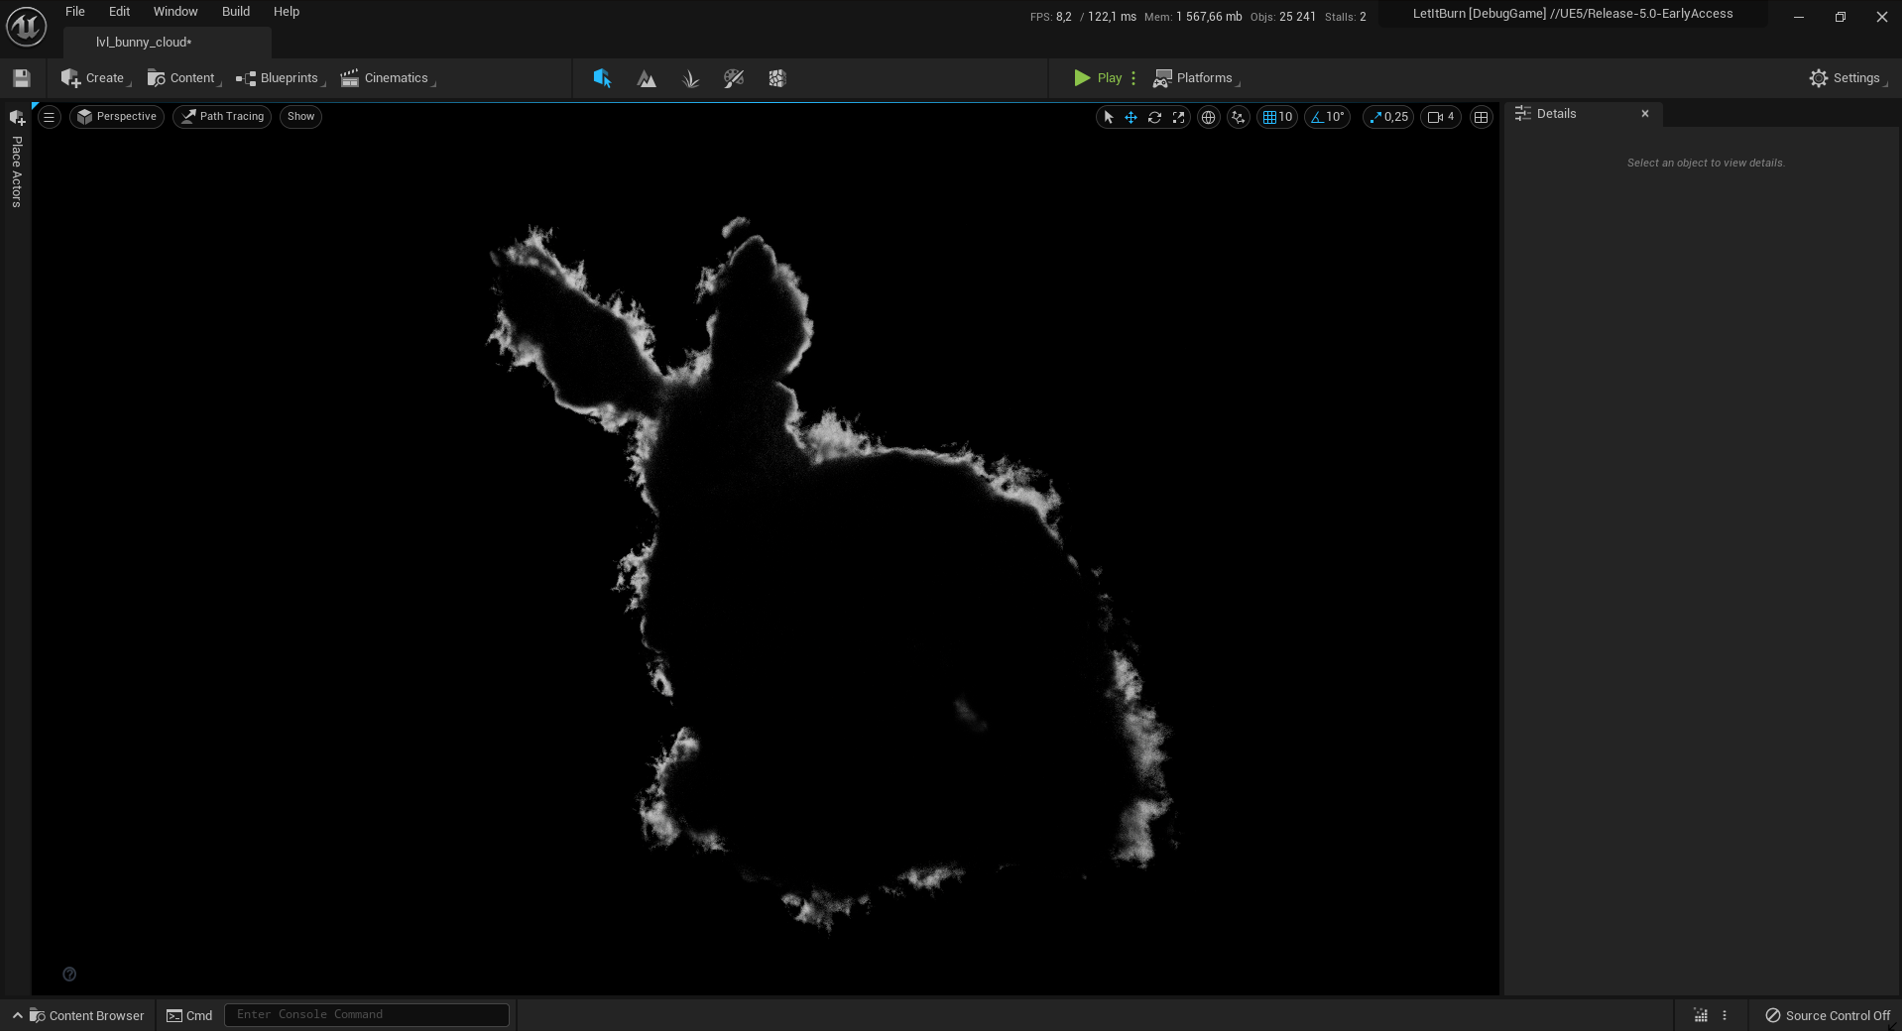 File Edit Window Build Help
FPS: 8,2 / 122,1 ms Mem: 1 567,66 mb Objs: 25 241 Stalls: 2
LetItBurn [DebugGame] //UE5/Release-5.0-EarlyAccess
lvl_bunny_cloud*
Create Content Blueprints Cinematics Play Platforms Settings
Perspective Path Tracing Show 10 10° 0,25 4
Details
Place Actors
Select an object to view details.
Content Browser Cmd Enter Console Command Source Control Off